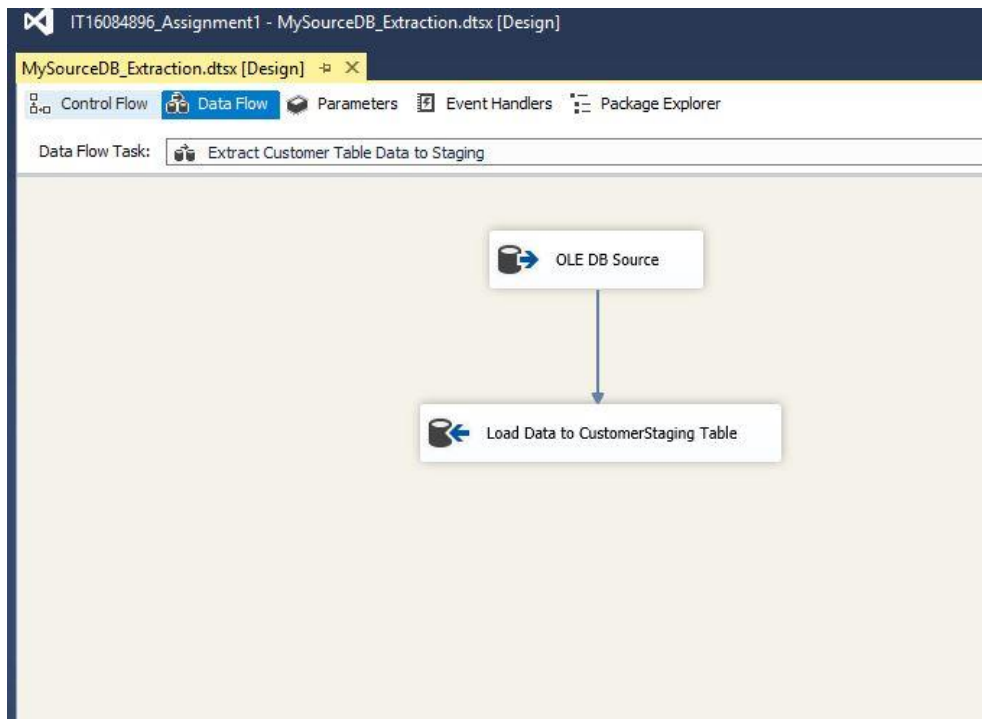 IT16084896_Assignment1 - MySourceDB_Extraction.dtsx [Design]
MySourceDB_Extraction.dtsx [Design]
Control Flow Data Flow Parameters Event Handlers Package Explorer
Data Flow Task: Extract Customer Table Data to Staging
OLE DB Source
Load Data to CustomerStaging Table